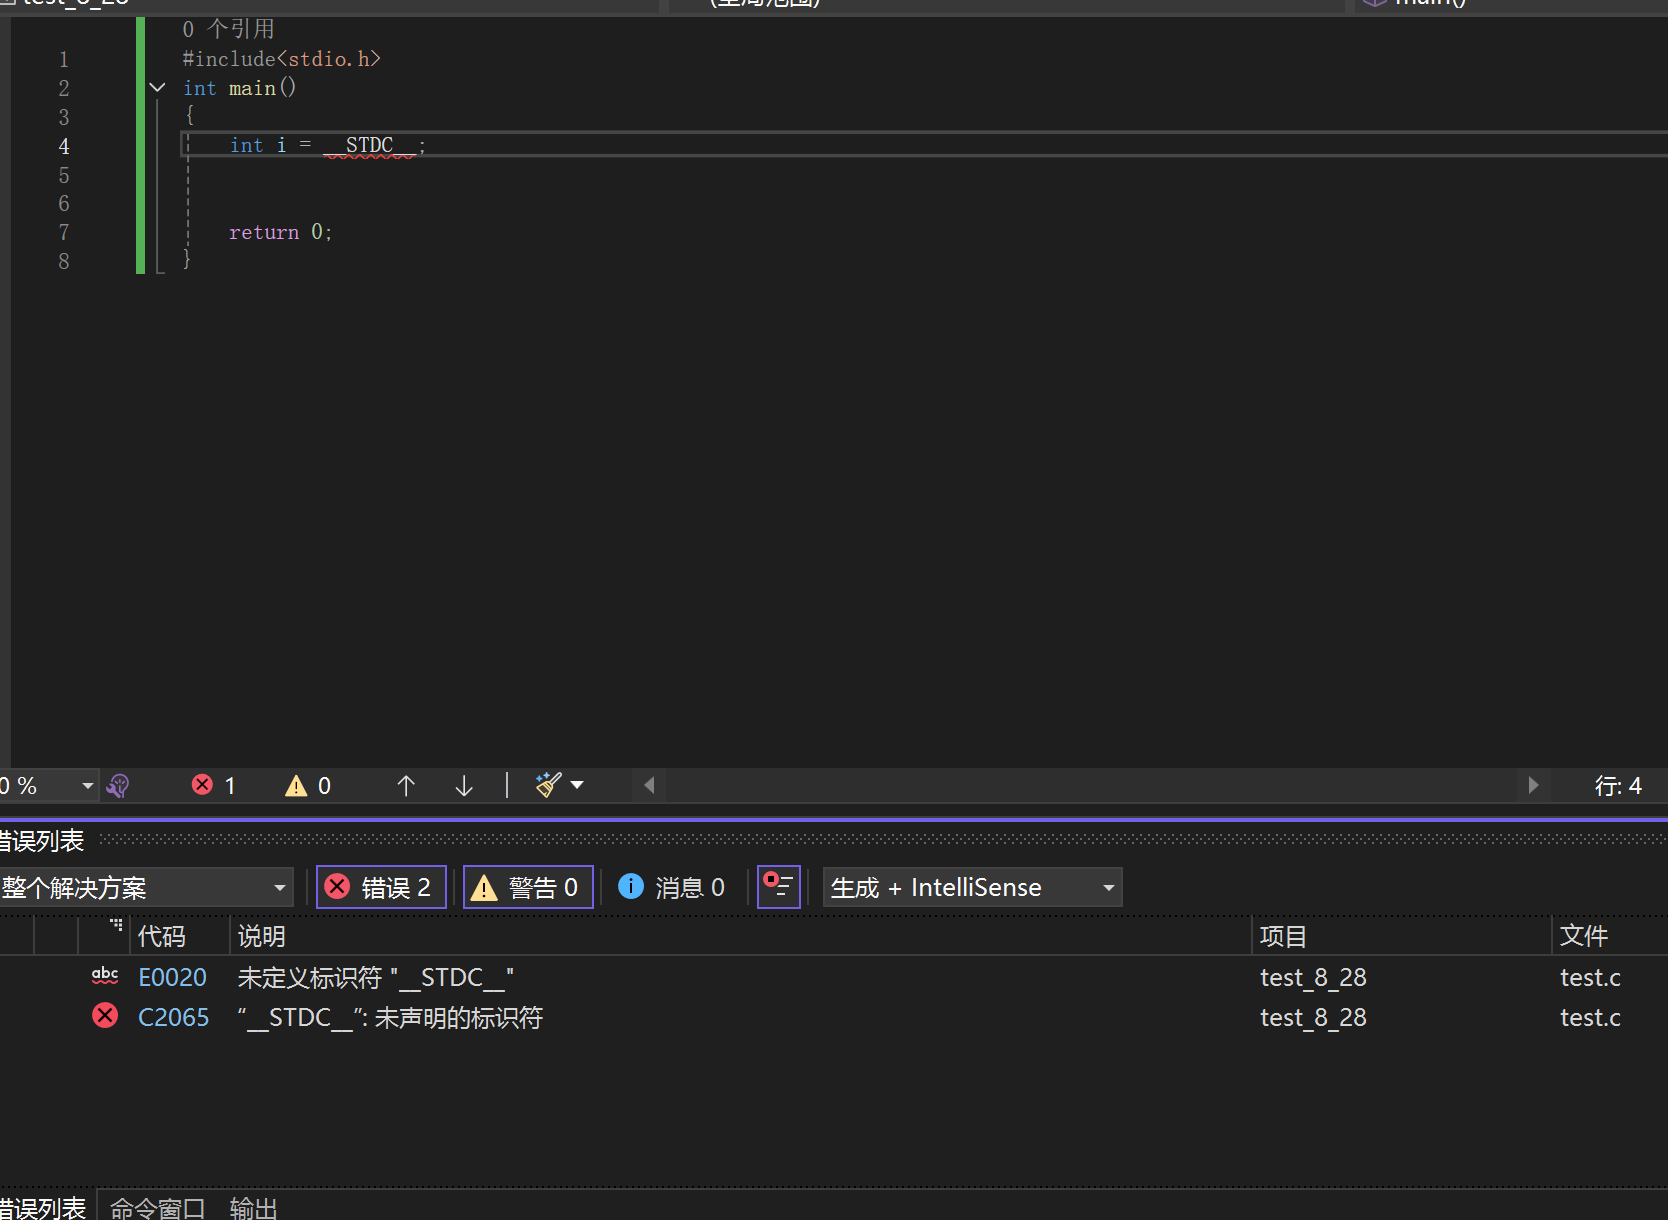 test_8_28
(全局范围)
main()
0 个引用
1 #include<stdio.h>
2 int main()
3 {
4 int i = __STDC__;
5
6
7 return 0;
8 }
0 %
1
0
行: 4
错误列表
整个解决方案
错误 2
警告 0
消息 0
生成 + IntelliSense
代码 说明 项目 文件
abc E0020 未定义标识符 "__STDC__" test_8_28 test.c
C2065 “__STDC__”: 未声明的标识符 test_8_28 test.c
错误列表 命令窗口 输出